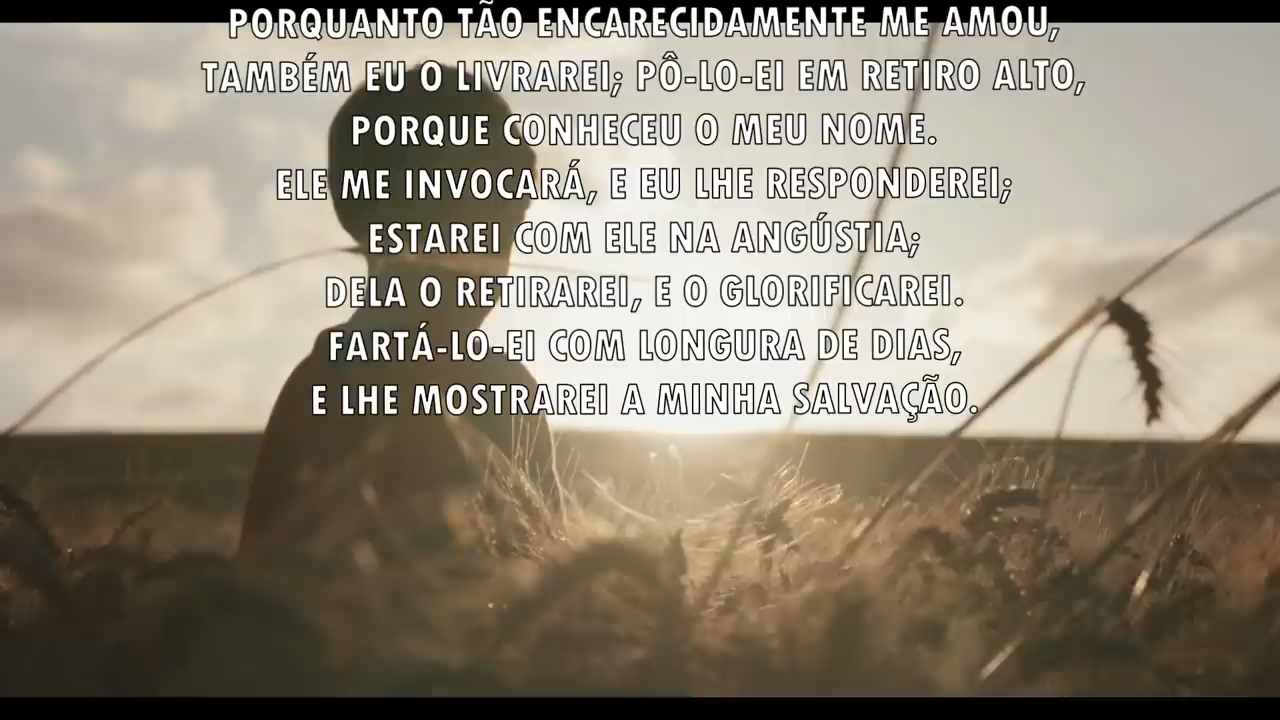 PORQUANTO TÃO ENCARECIDAMENTE ME AMOU,
TAMBÉM EU O LIVRAREI; PÔ-LO-EI EM RETIRO ALTO,
PORQUE CONHECEU O MEU NOME.
ELE ME INVOCARÁ, E EU LHE RESPONDEREI;
ESTAREI COM ELE NA ANGÚSTIA;
DELA O RETIRAREI, E O GLORIFICAREI.
FARTÁ-LO-EI COM LONGURA DE DIAS,
E LHE MOSTRAREI A MINHA SALVAÇÃO.